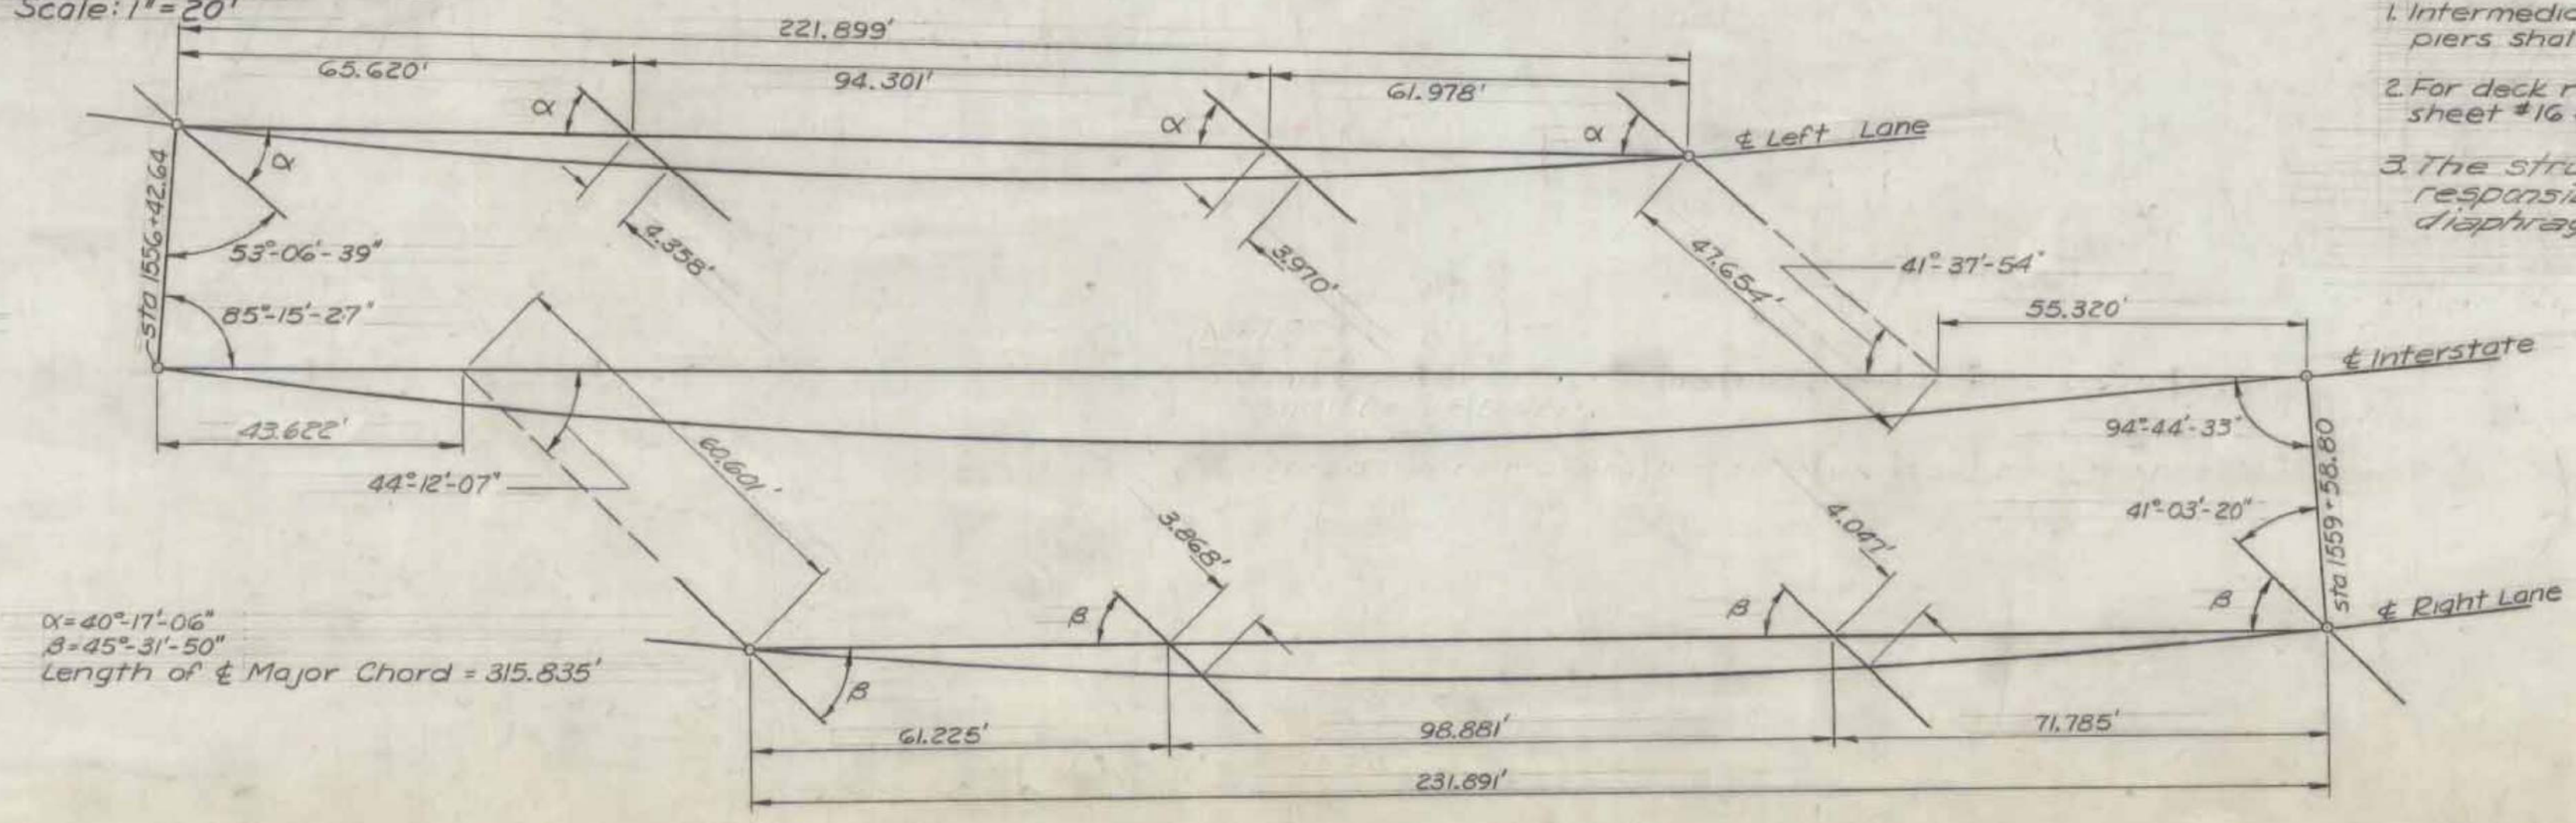 Scale: 1" = 20'
221.899'
65.620'
94.301'
61.978'
α
α
α
α
℄ Left Lane
sta 1556+42.64
53°-06'-39"
85°-15'-27"
4.358'
3.970'
47.654'
41°-37'-54"
55.320'
℄ Interstate
43.622'
44°-12'-07"
60.601'
94°-44'-33"
41°-03'-20"
sta 1559+58.80
3.868'
4.047'
β
β
β
β
℄ Right Lane
α=40°-17'-06"
β=45°-31'-50"
Length of ℄ Major Chord = 315.835'
61.225'
98.881'
71.785'
231.891'
1. Intermedia
piers shal
2. For deck r
sheet #16
3. The stru
responsib
diaphrag